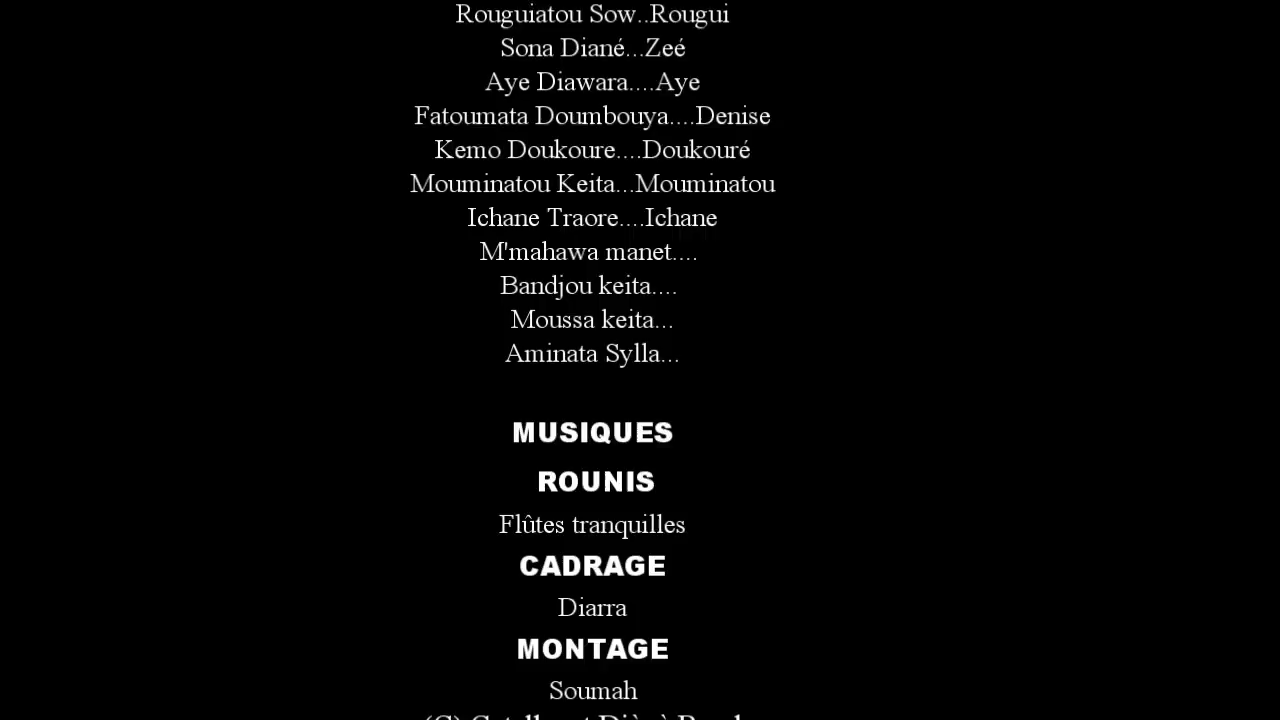 Rouguiatou Sow..Rougui
Sona Diané...Zeé
Aye Diawara....Aye
Fatoumata Doumbouya....Denise
Kemo Doukoure....Doukouré
Mouminatou Keita...Mouminatou
Ichane Traore....Ichane
M'mahawa manet....
Bandjou keita....
Moussa keita...
Aminata Sylla...
MUSIQUES
ROUNIS
Flûtes tranquilles
CADRAGE
Diarra
MONTAGE
Soumah